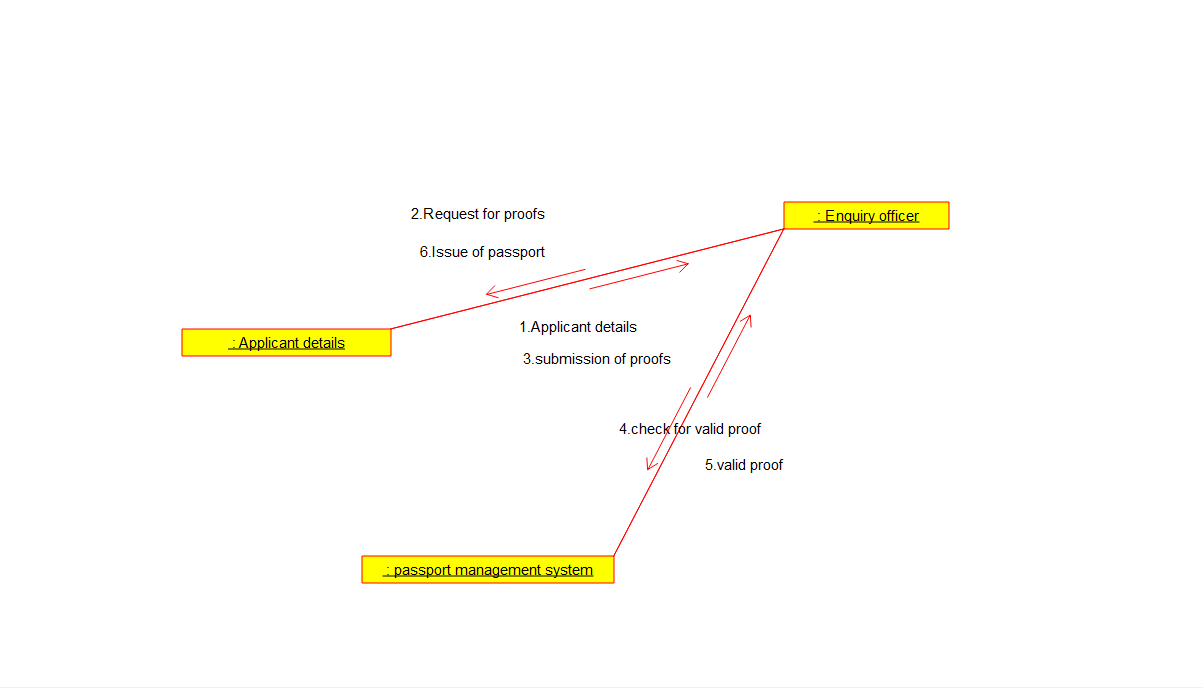 2.Request for proofs
: Enquiry officer
6.Issue of passport
1.Applicant details
: Applicant details
3.submission of proofs
4.check for valid proof
5.valid proof
: passport management system